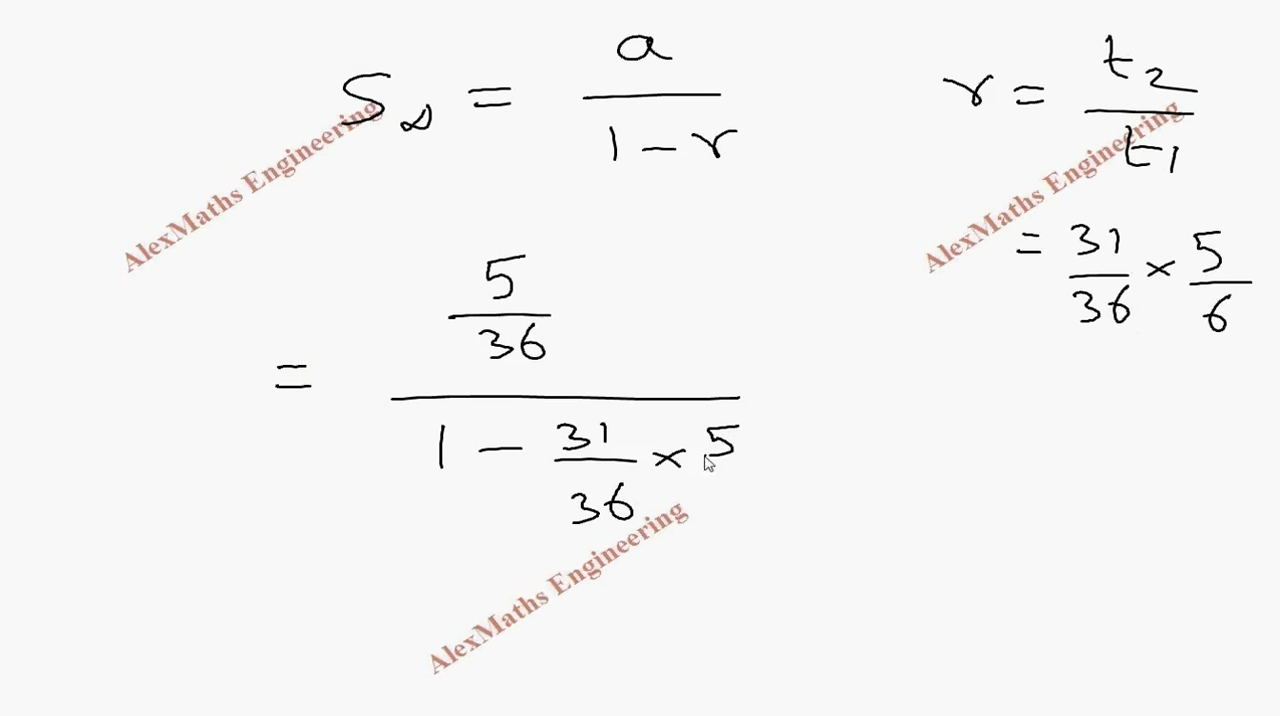 S∞ = a / (1 − r)
r = t2 / t1
= 31/36 × 5/6
= (5/36) / (1 − 31/36 × 5
AlexMaths Engineering
AlexMaths Engineering
AlexMaths Engineering